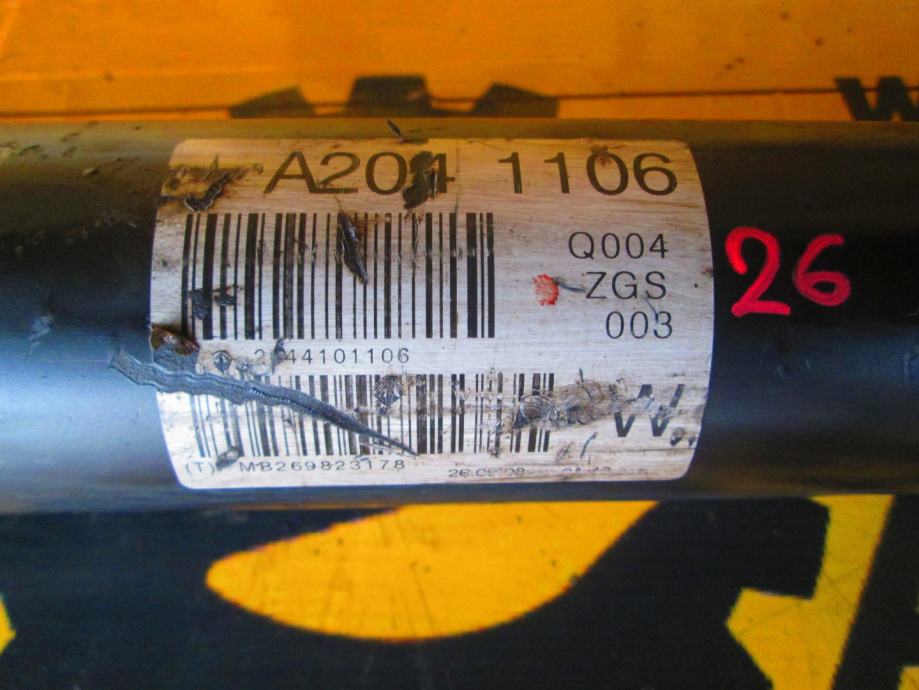 A204 1106
Q004
ZGS
003
26
2044101106
W.
(T) MB269823178